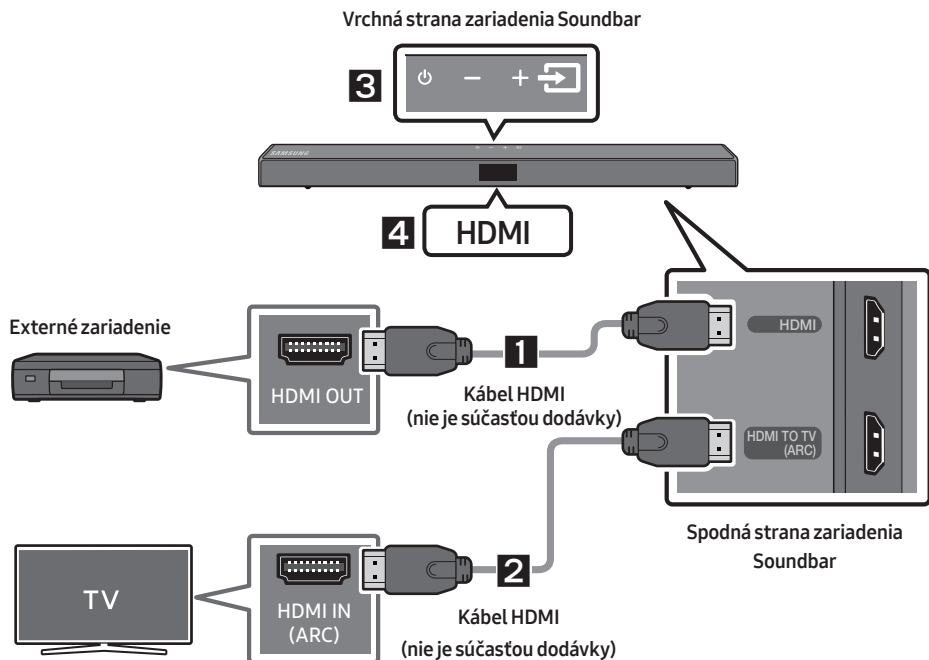 Vrchná strana zariadenia Soundbar
3
SAMSUNG
4 HDMI
Externé zariadenie
HDMI OUT
1
Kábel HDMI
(nie je súčasťou dodávky)
HDMI
HDMI TO TV
(ARC)
Spodná strana zariadenia
Soundbar
TV
HDMI IN
(ARC)
2
Kábel HDMI
(nie je súčasťou dodávky)